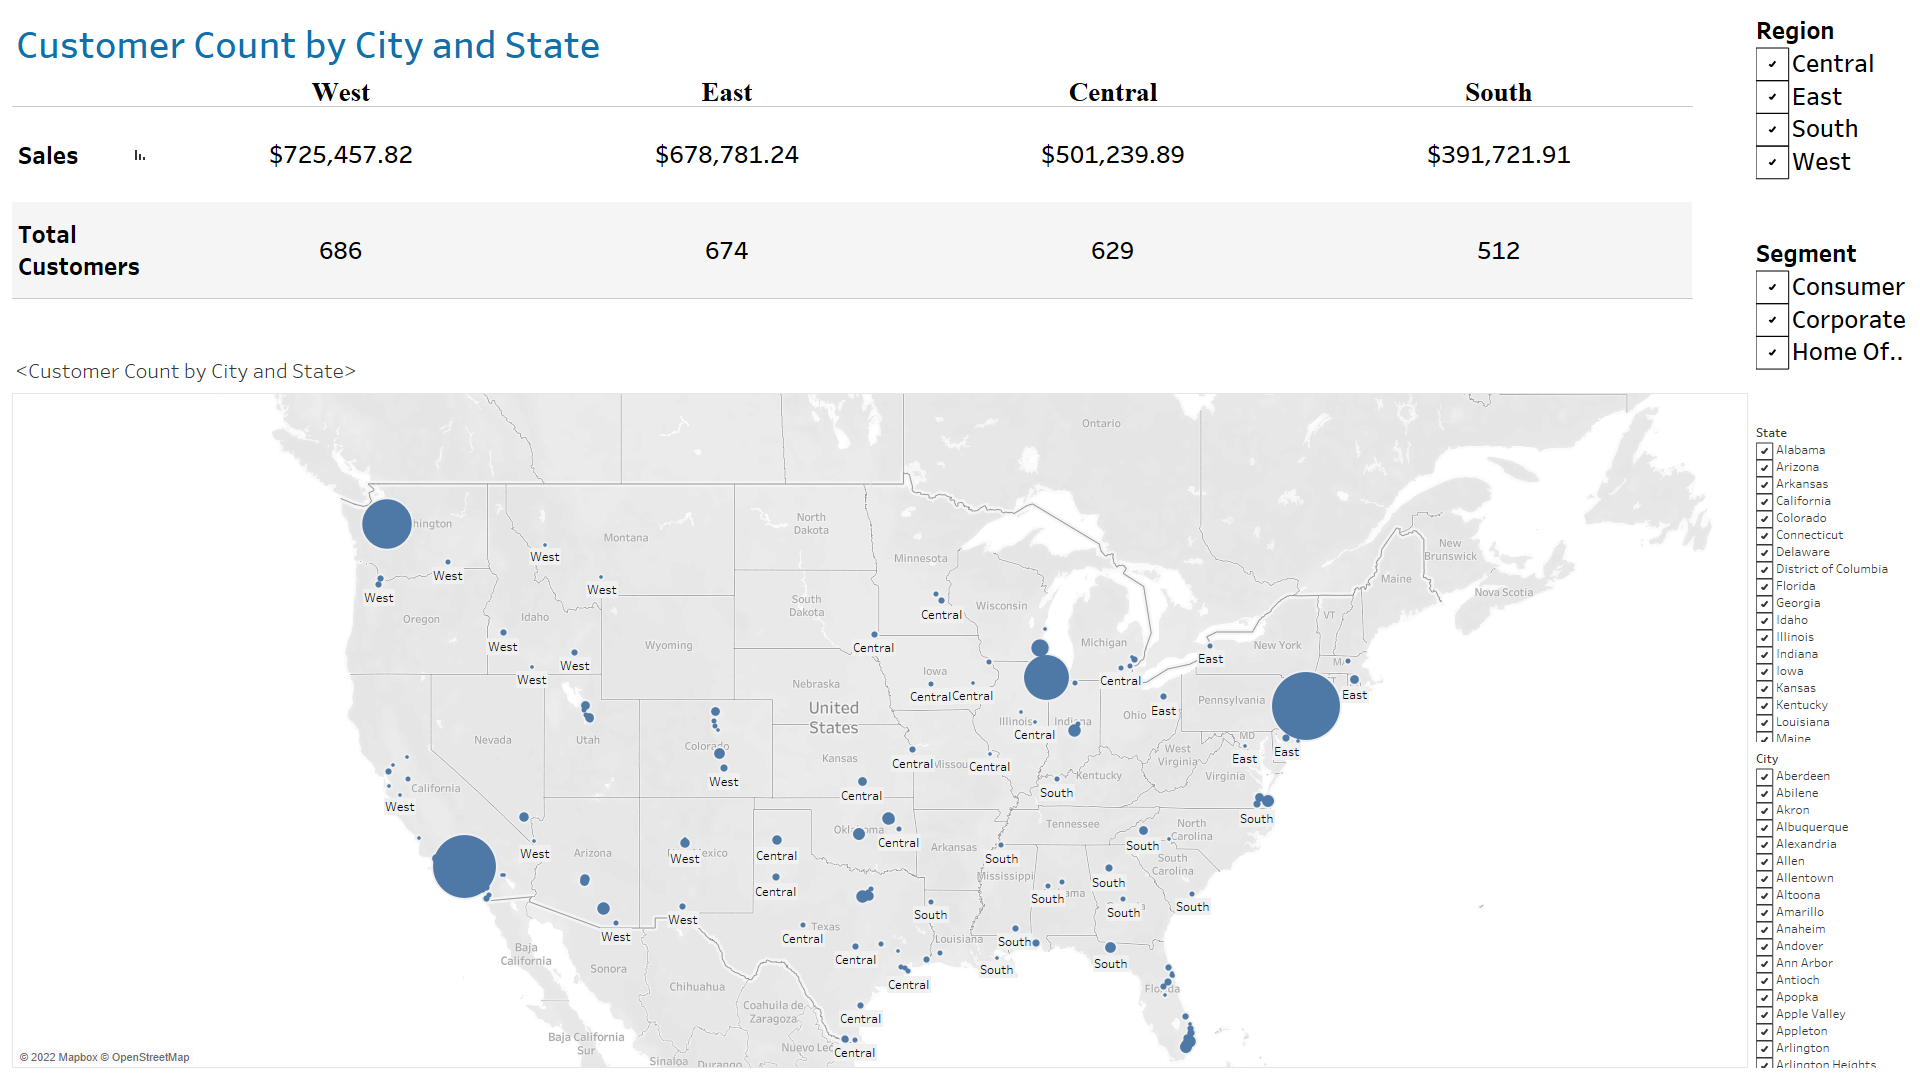 Customer Count by City and State
West East Central South
Sales $725,457.82 $678,781.24 $501,239.89 $391,721.91
Total
Customers 686 674 629 512
<Customer Count by City and State>
Region
Central
East
South
West
Segment
Consumer
Corporate
Home Of..
State
Alabama
Arizona
Arkansas
California
Colorado
Connecticut
Delaware
District of Columbia
Florida
Georgia
Idaho
Illinois
Indiana
Iowa
Kansas
Kentucky
Louisiana
Maine
City
Aberdeen
Abilene
Akron
Albuquerque
Alexandria
Allen
Allentown
Altoona
Amarillo
Anaheim
Andover
Ann Arbor
Antioch
Apopka
Apple Valley
Appleton
Arlington
Arlington Heights
Ontario
hington
North
Dakota
Montana
New
Brunswick
Minnesota
West
West
West
Maine
Nova Scotia
West
South
Dakota
Wisconsin
Central
VT
Oregon
Idaho
West
Wyoming
Central
Michigan
New York
East
West
West
Iowa
Central
MA
Nebraska
Central
Central
Pennsylvania
East
United
States
Illinois
Indiana
Ohio
East
Central
Nevada
Utah
Colorado
MD
East
West
Virginia
East
Kansas
Central
Missou
Central
Kentucky
Virginia
California
West
West
Central
South
South
Tennessee
North
Carolina
Oklahoma
Central
Arkansas
South
West
Arizona
West
exico
Central
South
South
Carolina
Central
Mississippi
South
ama
South
South
South
West
South
West
Texas
Central
Louisiana
South
Baja
California
Sonora
Central
South
South
Chihuahua
Central
Florida
Coahuila de
Zaragoza
Central
Baja California
Sur
Nuevo Leó
Central
Sinaloa
Durango
© 2022 Mapbox © OpenStreetMap